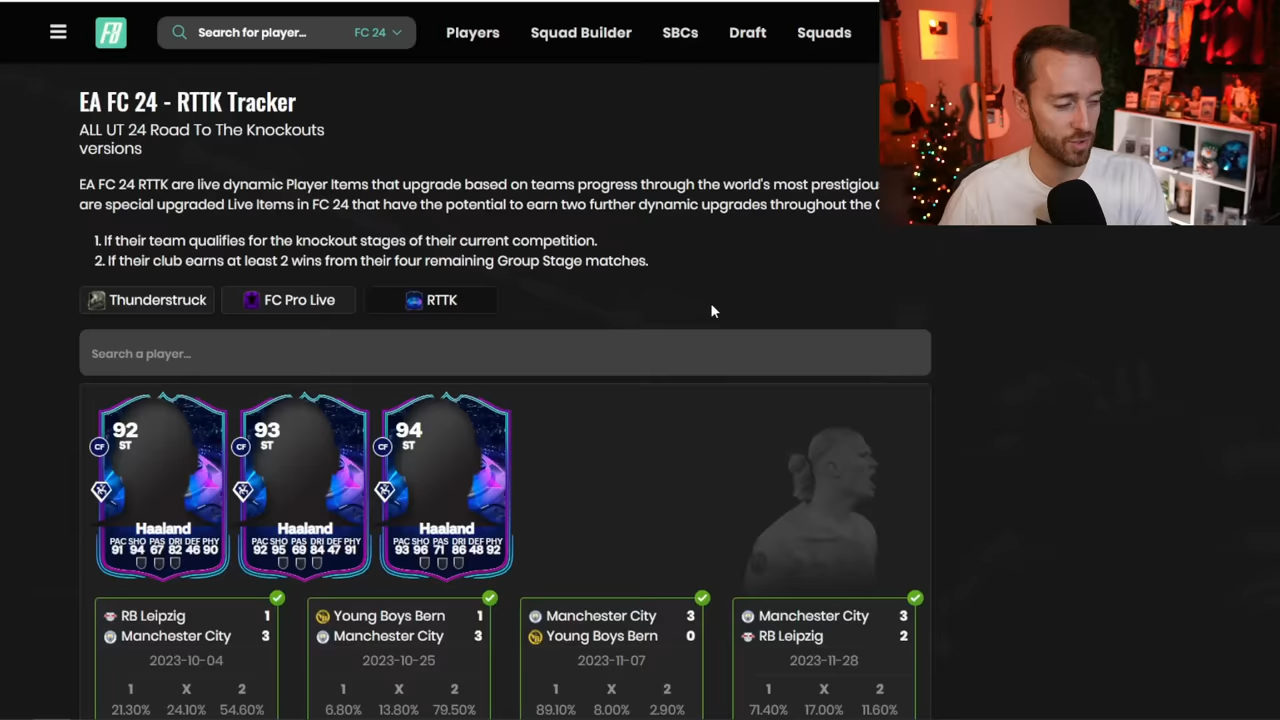 FB
Search for player...
FC 24
Players
Squad Builder
SBCs
Draft
Squads
EA FC 24 - RTTK Tracker
ALL UT 24 Road To The Knockouts
versions
EA FC 24 RTTK are live dynamic Player Items that upgrade based on teams progress through the world's most prestigiou
are special upgraded Live Items in FC 24 that have the potential to earn two further dynamic upgrades throughout the
1. If their team qualifies for the knockout stages of their current competition.
2. If their club earns at least 2 wins from their four remaining Group Stage matches.
Thunderstruck
FC Pro Live
RTTK
Search a player...
92
ST
CF
Haaland
PAC SHO PAS DRI DEF PHY
91 94 67 82 46 90
93
ST
CF
Haaland
PAC SHO PAS DRI DEF PHY
92 95 69 84 47 91
94
ST
CF
Haaland
PAC SHO PAS DRI DEF PHY
93 96 71 86 48 92
RB Leipzig 1
Manchester City 3
2023-10-04
1 X 2
21.30% 24.10% 54.60%
Young Boys Bern 1
Manchester City 3
2023-10-25
1 X 2
6.80% 13.80% 79.50%
Manchester City 3
Young Boys Bern 0
2023-11-07
1 X 2
89.10% 8.00% 2.90%
Manchester City 3
RB Leipzig 2
2023-11-28
1 X 2
71.40% 17.00% 11.60%